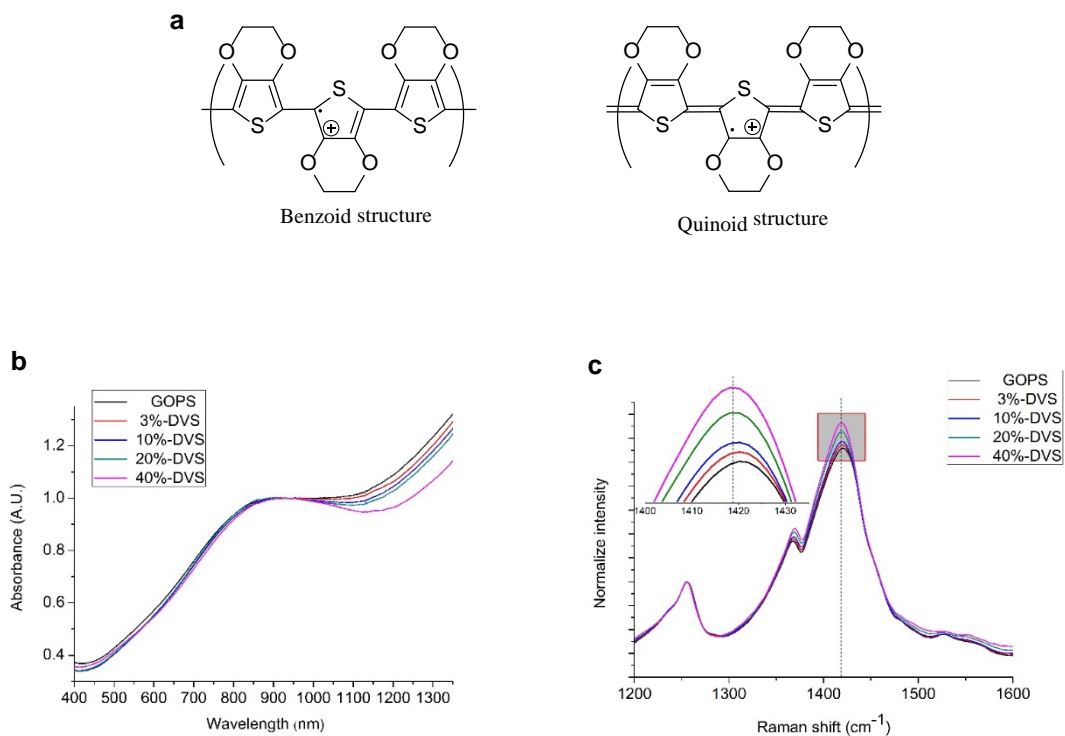 a
O O O O
S
S S
O O
Benzoid structure
O O O O
S
S S
O O
Quinoid structure
b
GOPS
3%-DVS
10%-DVS
20%-DVS
40%-DVS
1.2
1.0
0.8
0.6
0.4
Absorbance (A.U.)
400 500 600 700 800 900 1000 1100 1200 1300
Wavelength (nm)
c
GOPS
3%-DVS
10%-DVS
20%-DVS
40%-DVS
1400 1410 1420 1430
Normalize intensity
1200 1300 1400 1500 1600
Raman shift (cm⁻¹)